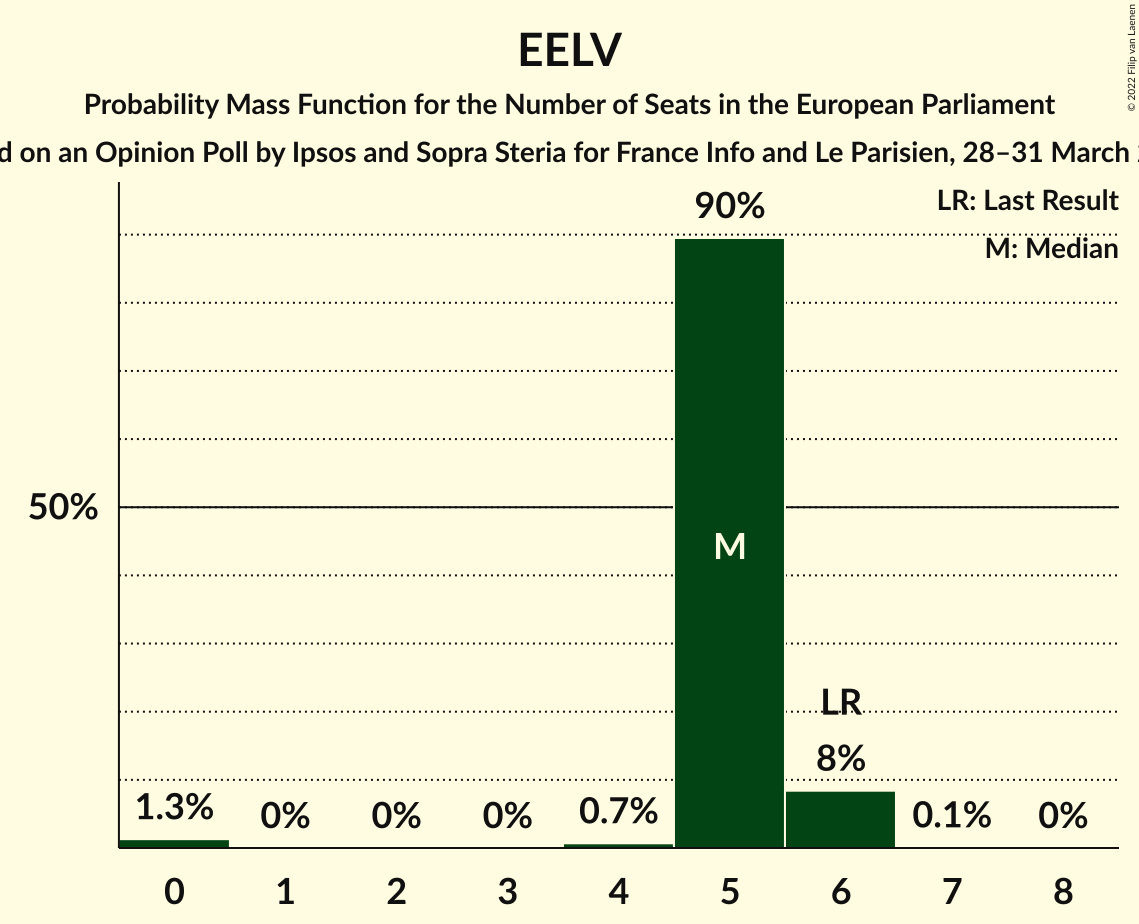 EELV
Probability Mass Function for the Number of Seats in the European Parliament
on an Opinion Poll by Ipsos and Sopra Steria for France Info and Le Parisien, 28–31 March
© 2022 Filip van Laenen
LR: Last Result
M: Median
90%
50%
M
LR
8%
1.3% 0% 0% 0% 0.7% 0.1% 0%
0 1 2 3 4 5 6 7 8